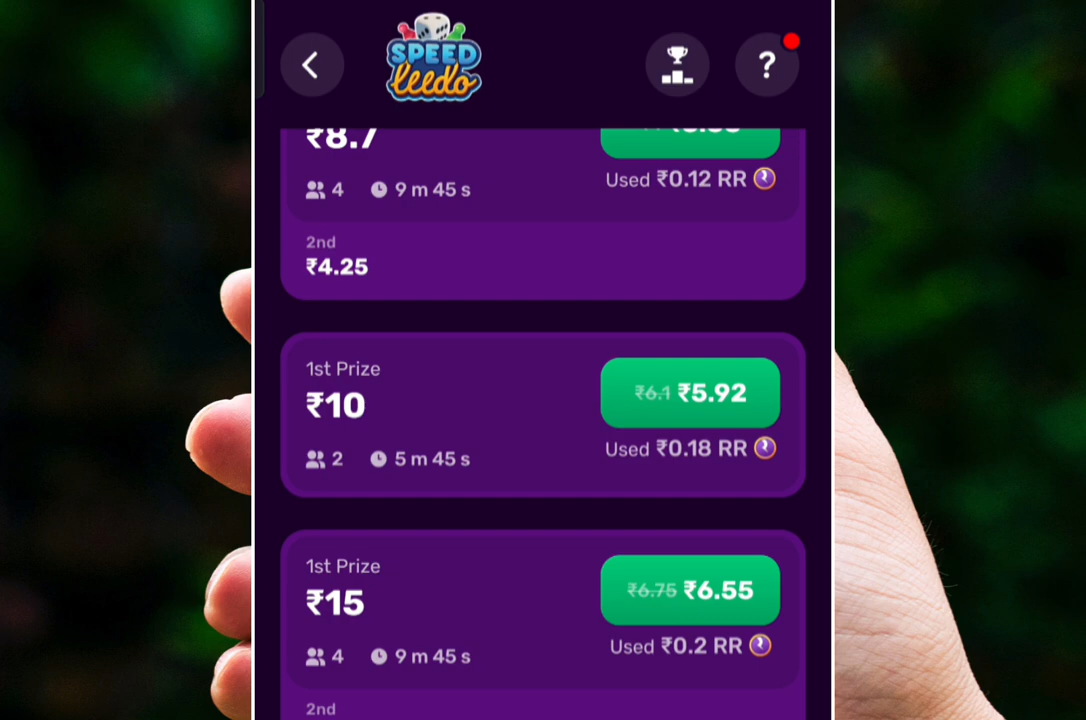 SPEED
leedo
?
₹8.7
4 9 m 45 s
Used ₹0.12 RR
2nd
₹4.25
1st Prize
₹10
₹6.1 ₹5.92
2 5 m 45 s
Used ₹0.18 RR
1st Prize
₹15
₹6.75 ₹6.55
4 9 m 45 s
Used ₹0.2 RR
2nd